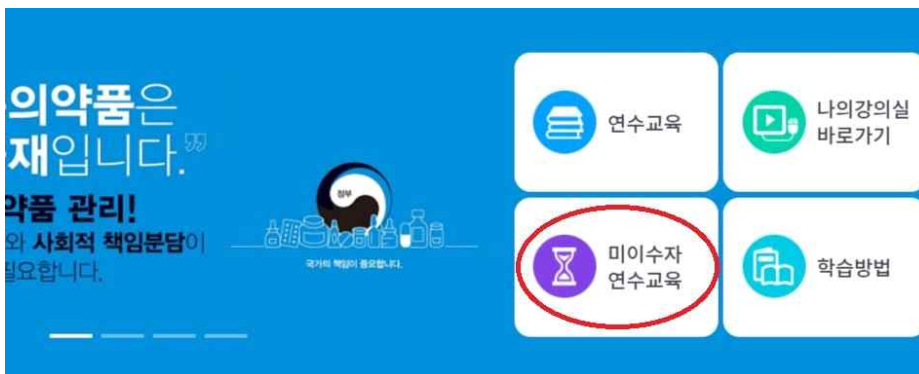 의약품은
재입니다.”
약품 관리!
와 사회적 책임분담이
필요합니다.
정부
국가의 책임이 중요합니다.
연수교육
나의강의실
바로가기
미이수자
연수교육
학습방법